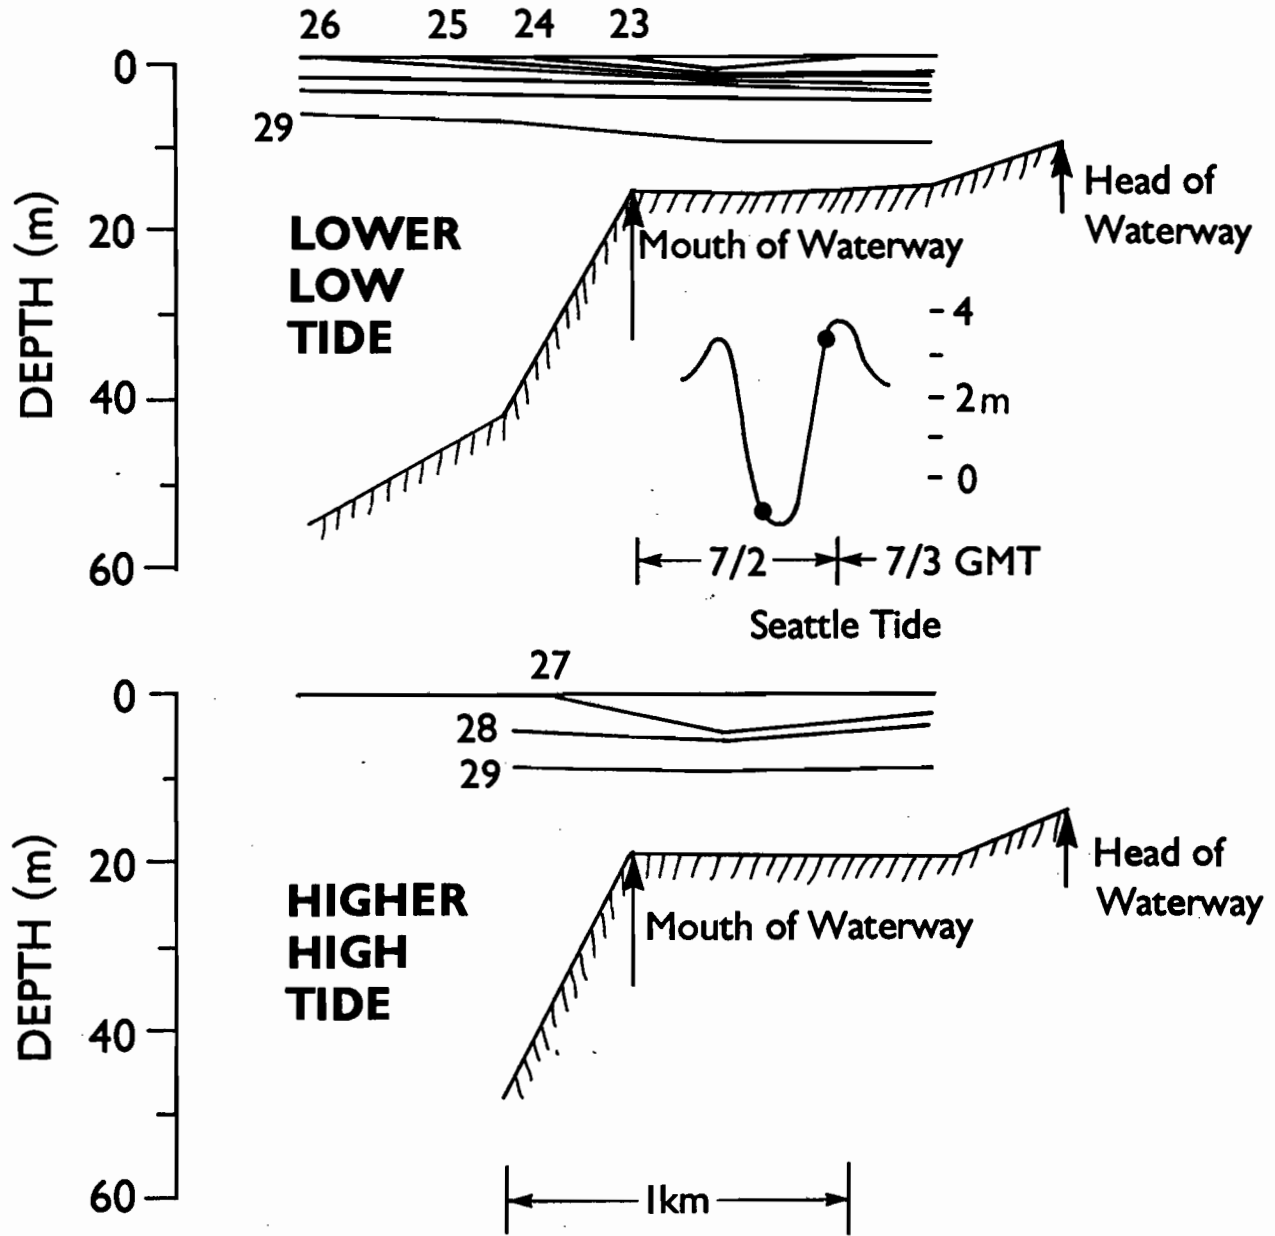 26 25 24 23
0
29
20
40
60
DEPTH (m)
LOWER
LOW
TIDE
Mouth of Waterway
Head of
Waterway
4
2m
0
7/2 7/3 GMT
Seattle Tide
27
0
28
29
20
40
60
DEPTH (m)
HIGHER
HIGH
TIDE
Mouth of Waterway
Head of
Waterway
1km